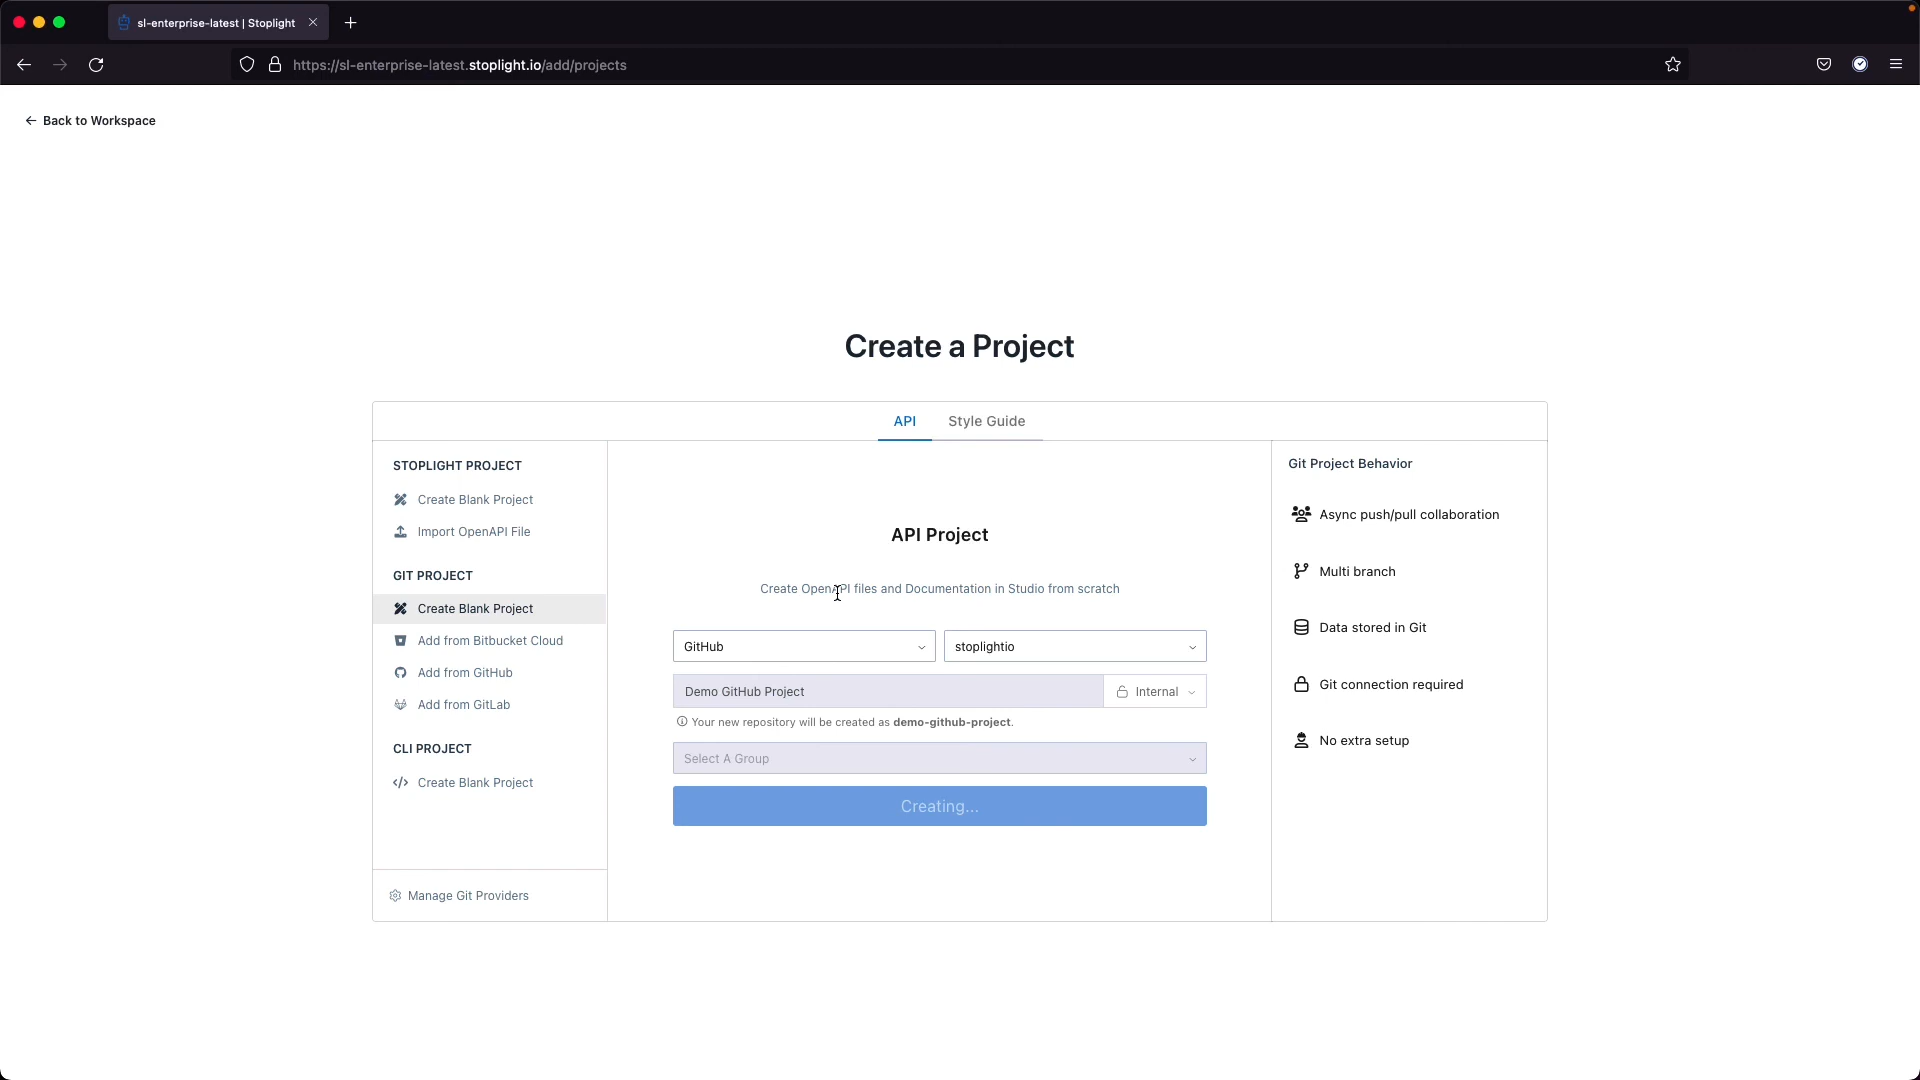 sl-enterprise-latest | Stoplight
https://sl-enterprise-latest.stoplight.io/add/projects
Back to Workspace
Create a Project
API
Style Guide
STOPLIGHT PROJECT
Create Blank Project
Import OpenAPI File
GIT PROJECT
Create Blank Project
Add from Bitbucket Cloud
Add from GitHub
Add from GitLab
CLI PROJECT
Create Blank Project
Manage Git Providers
API Project
Create OpenAPI files and Documentation in Studio from scratch
GitHub
stoplightio
Demo GitHub Project
Internal
Your new repository will be created as demo-github-project.
Select A Group
Creating...
Git Project Behavior
Async push/pull collaboration
Multi branch
Data stored in Git
Git connection required
No extra setup